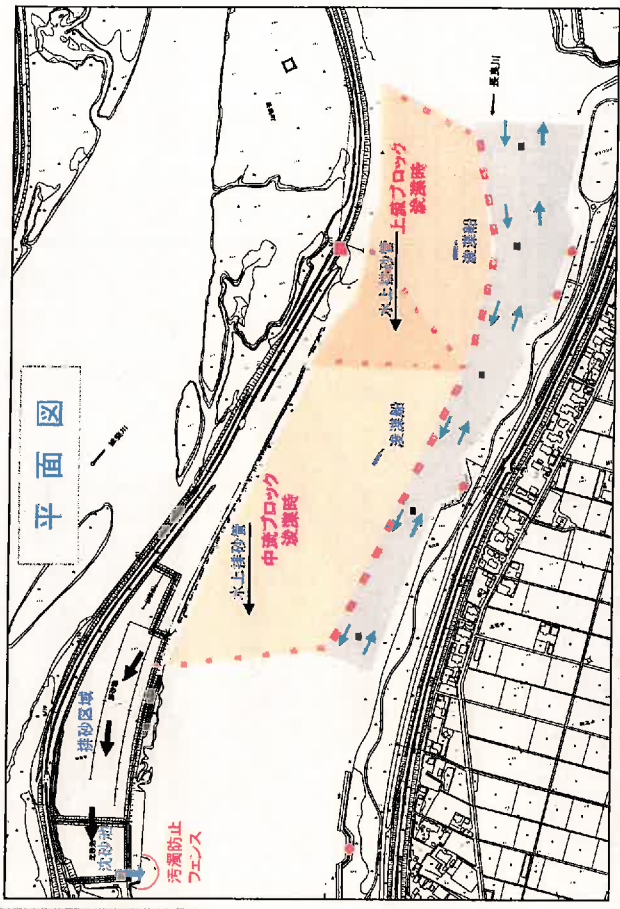 平面図
長良川
上流ブロック
浚渫時
水上排砂管
浚渫船
中流ブロック
浚渫時
水上排砂管
浚渫船
排砂区域
沈砂池
汚濁防止
フェンス